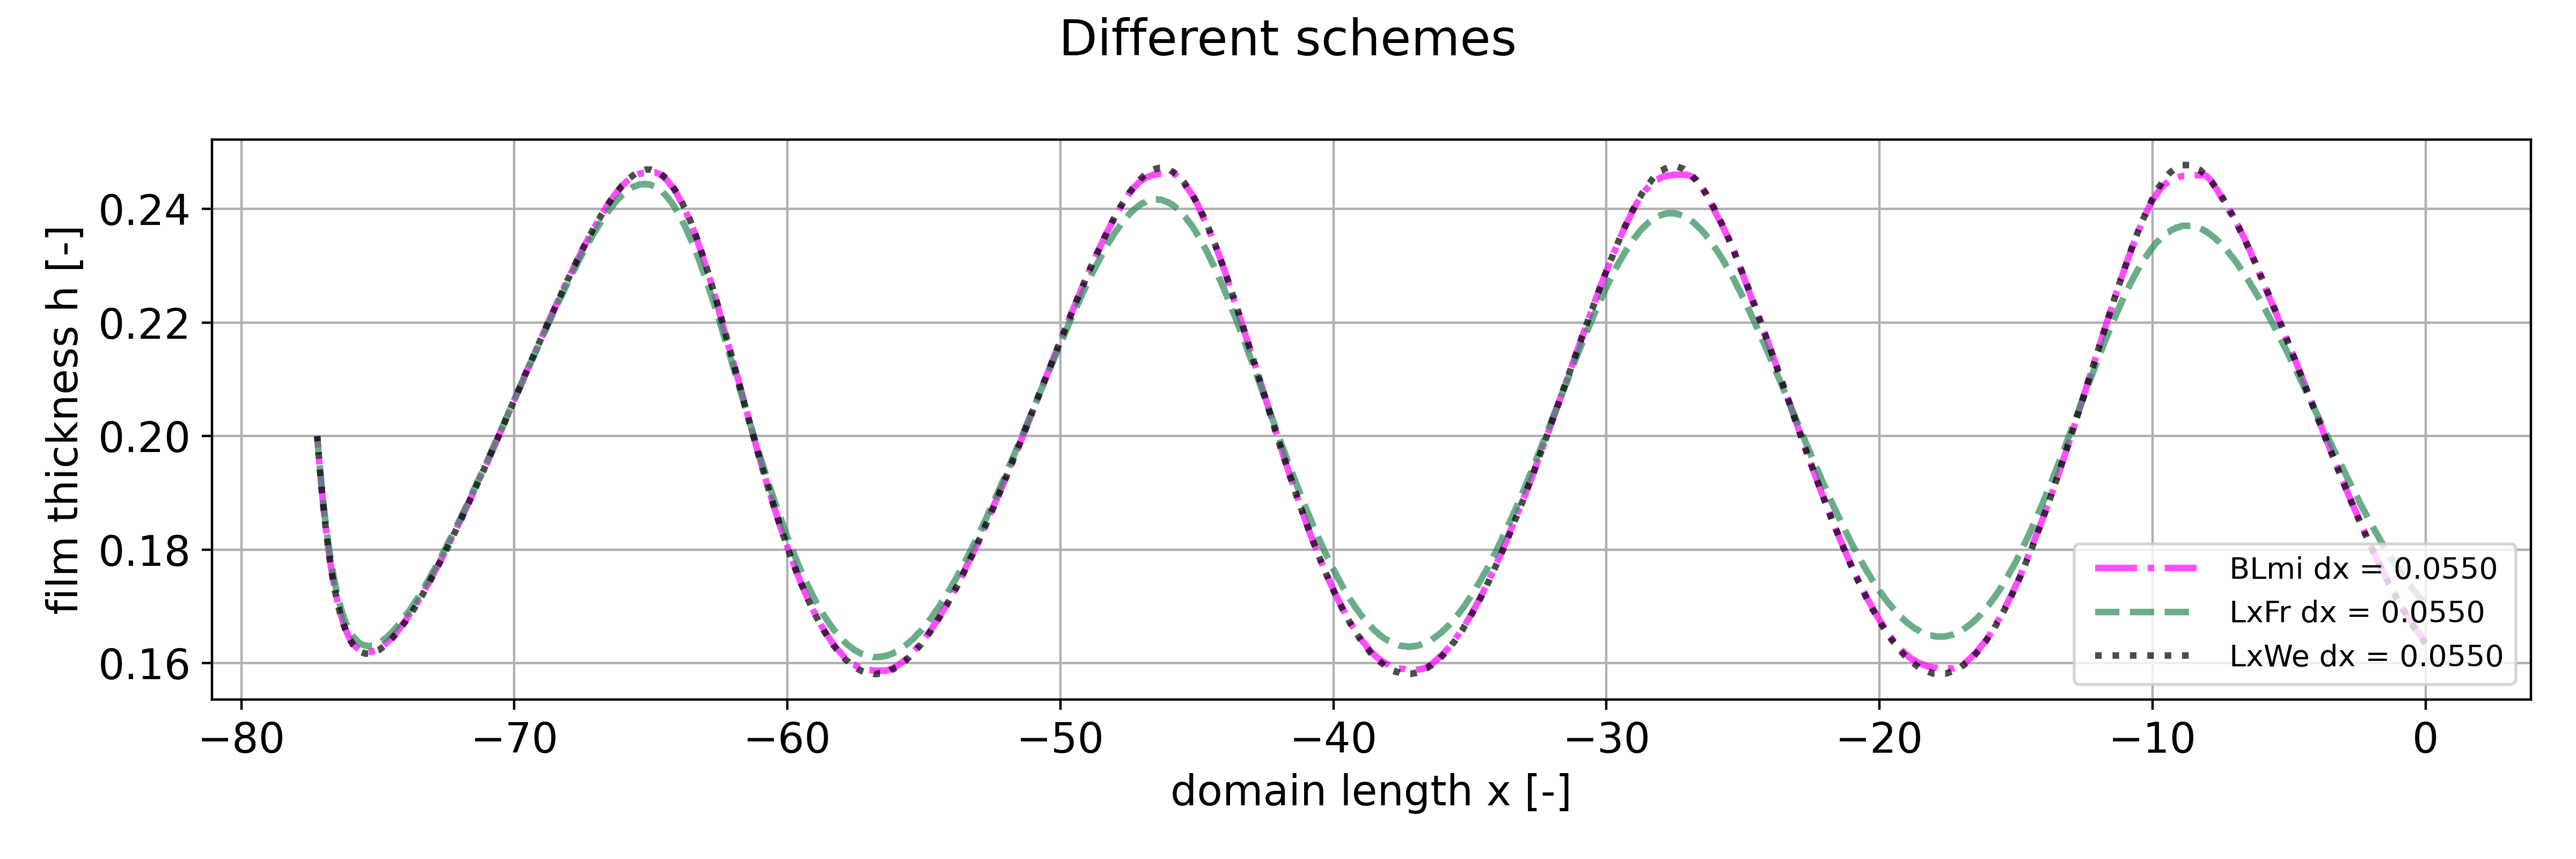 Different schemes
film thickness h [-]
0.24
0.22
0.20
0.18
0.16
BLmi dx = 0.0550
LxFr dx = 0.0550
LxWe dx = 0.0550
−80 −70 −60 −50 −40 −30 −20 −10 0
domain length x [-]